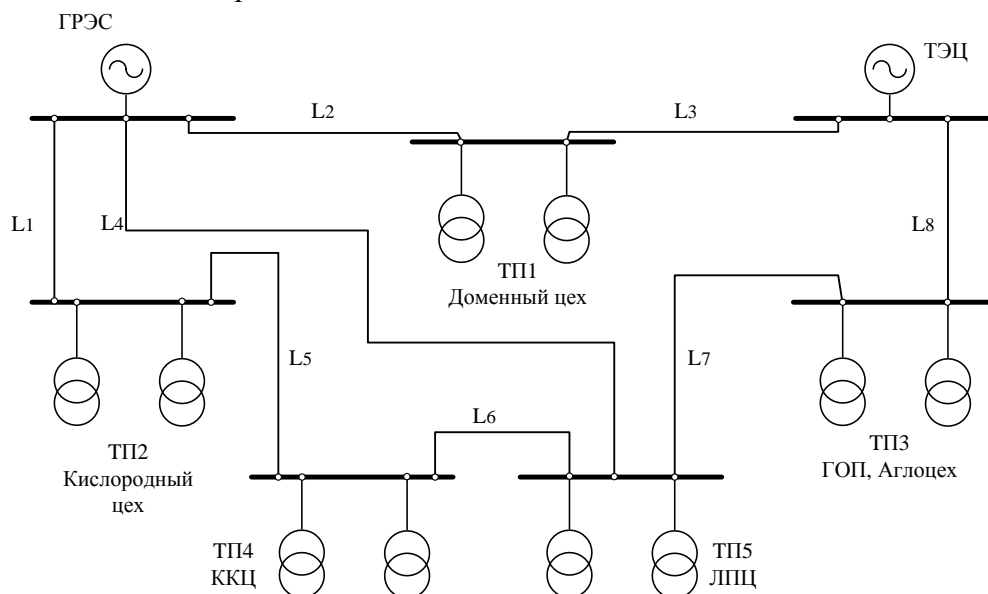 ГРЭС
ТЭЦ
L2
L3
L1
L4
L8
ТП1
Доменный цех
L5
L7
L6
ТП2
Кислородный
цех
ТП3
ГОП, Аглоцех
ТП4
ККЦ
ТП5
ЛПЦ